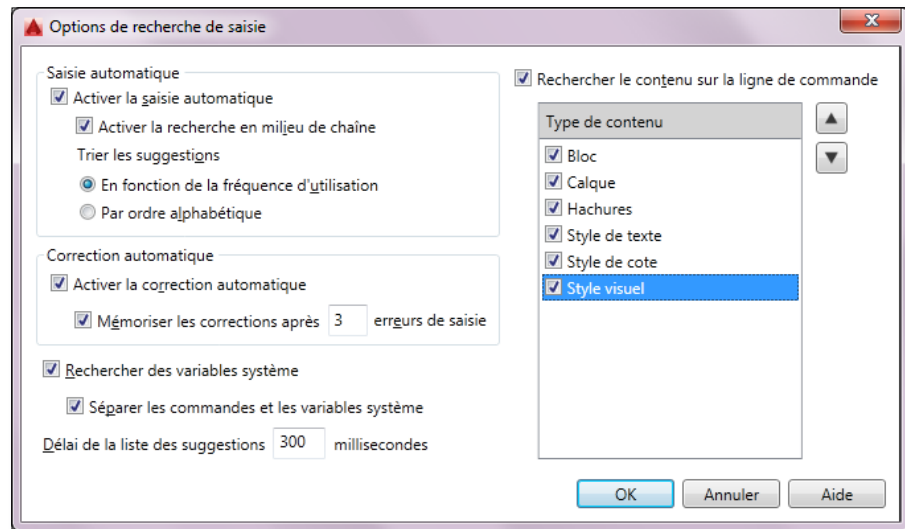 Options de recherche de saisie
Saisie automatique
Activer la saisie automatique
Activer la recherche en milieu de chaîne
Trier les suggestions
En fonction de la fréquence d'utilisation
Par ordre alphabétique
Correction automatique
Activer la correction automatique
Mémoriser les corrections après 3 erreurs de saisie
Rechercher des variables système
Séparer les commandes et les variables système
Délai de la liste des suggestions 300 millisecondes
Rechercher le contenu sur la ligne de commande
Type de contenu
Bloc
Calque
Hachures
Style de texte
Style de cote
Style visuel
OK Annuler Aide